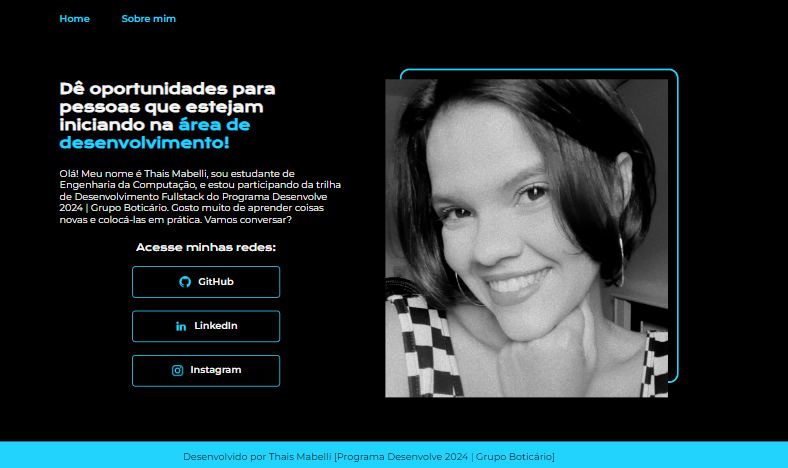 Home
Sobre mim
Dê oportunidades para
pessoas que estejam
iniciando na área de
desenvolvimento!
Olá! Meu nome é Thais Mabelli, sou estudante de
Engenharia da Computação, e estou participando da trilha
de Desenvolvimento Fullstack do Programa Desenvolve
2024 | Grupo Boticário. Gosto muito de aprender coisas
novas e colocá-las em prática. Vamos conversar?
Acesse minhas redes:
GitHub
LinkedIn
Instagram
Desenvolvido por Thais Mabelli [Programa Desenvolve 2024 | Grupo Boticário]